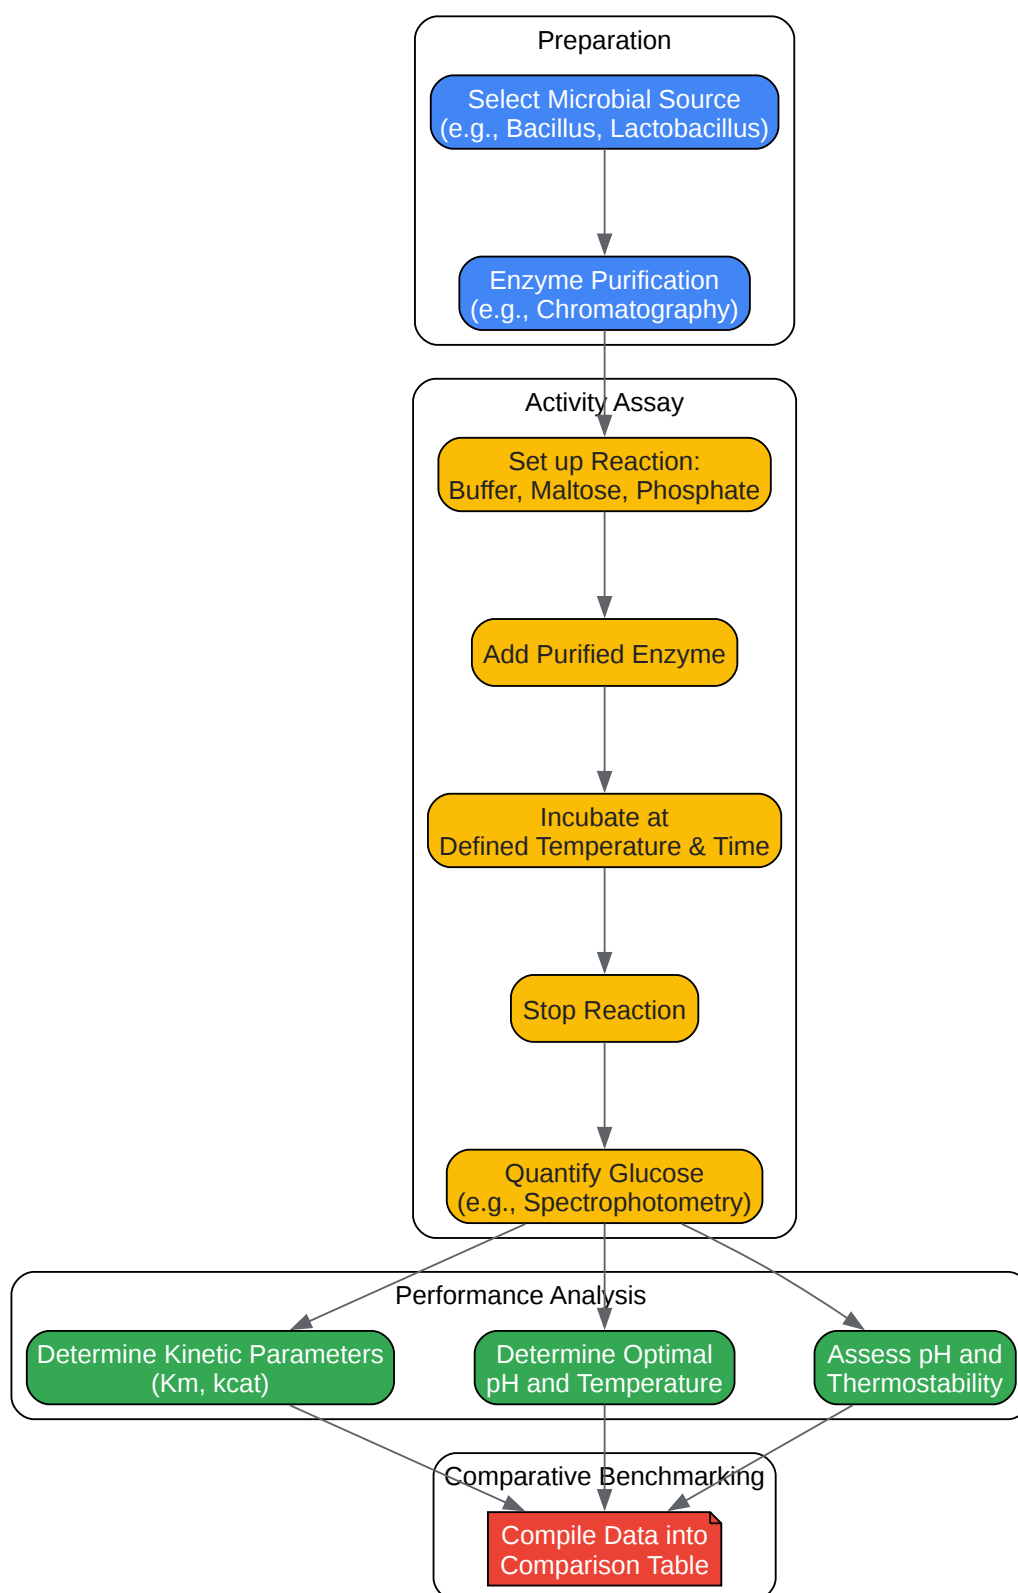 Preparation
Select Microbial Source
(e.g., Bacillus, Lactobacillus)
Enzyme Purification
(e.g., Chromatography)
Activity Assay
Set up Reaction:
Buffer, Maltose, Phosphate
Add Purified Enzyme
Incubate at
Defined Temperature & Time
Stop Reaction
Quantify Glucose
(e.g., Spectrophotometry)
Performance Analysis
Determine Kinetic Parameters
(Km, kcat)
Determine Optimal
pH and Temperature
Assess pH and
Thermostability
Comparative Benchmarking
Compile Data into
Comparison Table